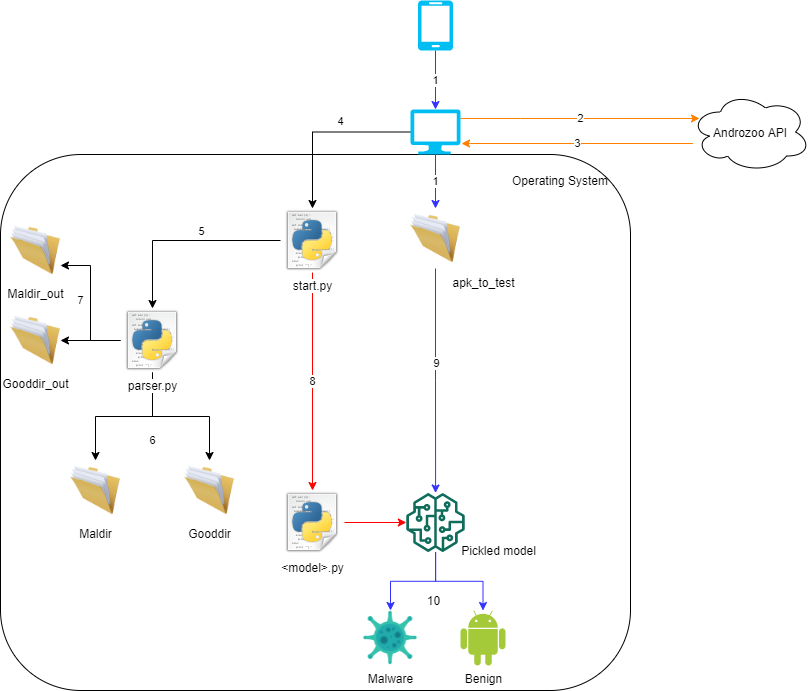 1
2
4
3
Androzoo API
1
Operating System
5
start.py
apk_to_test
Maldir_out
7
9
Gooddir_out
parser.py
8
6
Maldir
Gooddir
Pickled model
<model>.py
10
Malware
Benign